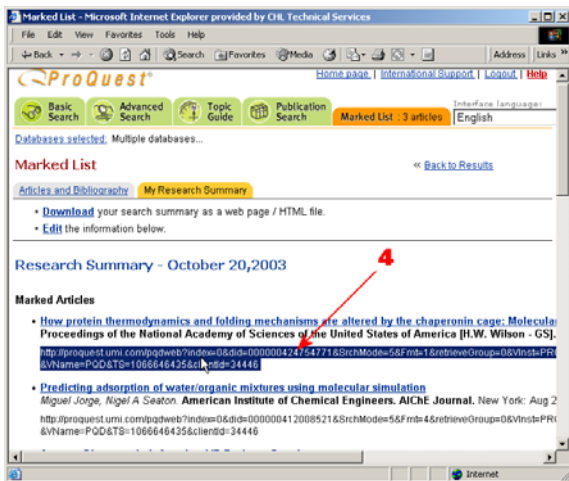 Marked List - Microsoft Internet Explorer provided by CHL Technical Services
File Edit View Favorites Tools Help
Back Search Favorites Media Address Links »
ProQuest® Home page | International Support | Logout | Help
Basic Search Advanced Search Topic Guide Publication Search Marked List : 3 articles Interface language: English
Databases selected: Multiple databases...
Marked List « Back to Results
Articles and Bibliography My Research Summary
• Download your search summary as a web page / HTML file.
• Edit the information below.
4
Research Summary - October 20,2003
Marked Articles
• How protein thermodynamics and folding mechanisms are altered by the chaperonin cage: Molecular
Proceedings of the National Academy of Sciences of the United States of America [H.W. Wilson - GS].
http://proquest.umi.com/pqdweb?index=0&did=000000424754771&SrchMode=5&Fmt=1&retrieveGroup=0&VInst=PRO
&VName=PQD&TS=1066646435&clientId=34446
• Predicting adsorption of water/organic mixtures using molecular simulation
Miguel Jorge, Nigel A Seaton. American Institute of Chemical Engineers. AIChE Journal. New York: Aug 2
http://proquest.umi.com/pqdweb?index=0&did=000000412008521&SrchMode=5&Fmt=4&retrieveGroup=0&VInst=PRO
&VName=PQD&TS=1066646435&clientId=34446
Internet